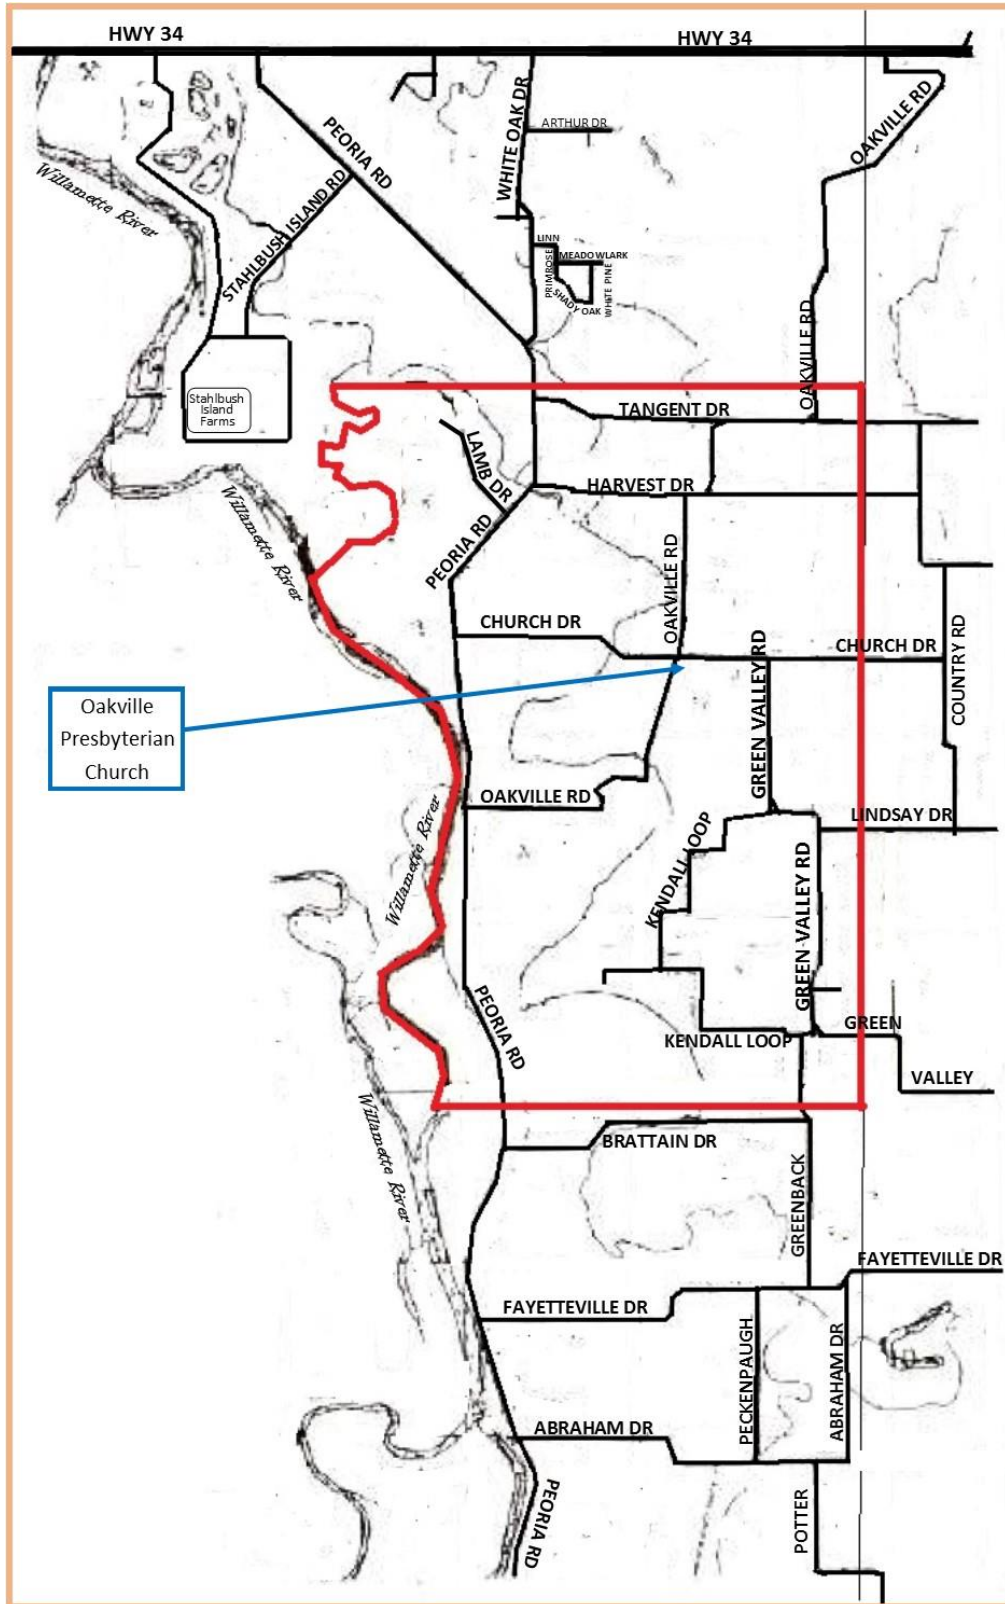 HWY 34
HWY 34
WHITE OAK DR
ARTHUR DR
PEORIA RD
OAKVILLE RD
Willamette River
STAHLBUSH ISLAND RD
LINN
MEADOWLARK
PRIMROSE
SHADY OAK
WHITE PINE
OAKVILLE RD
Stahlbush
Island
Farms
TANGENT DR
LAMB DR
HARVEST DR
Willamette River
PEORIA RD
OAKVILLE RD
CHURCH DR
GREEN VALLEY RD
CHURCH DR
COUNTRY RD
Oakville
Presbyterian
Church
OAKVILLE RD
LINDSAY DR
KENDALL LOOP
Willamette River
GREEN VALLEY RD
PEORIA RD
GREEN
KENDALL LOOP
VALLEY
Willamette River
BRATTAIN DR
GREENBACK
FAYETTEVILLE DR
FAYETTEVILLE DR
PECKENPAUGH
ABRAHAM DR
ABRAHAM DR
PEORIA RD
POTTER